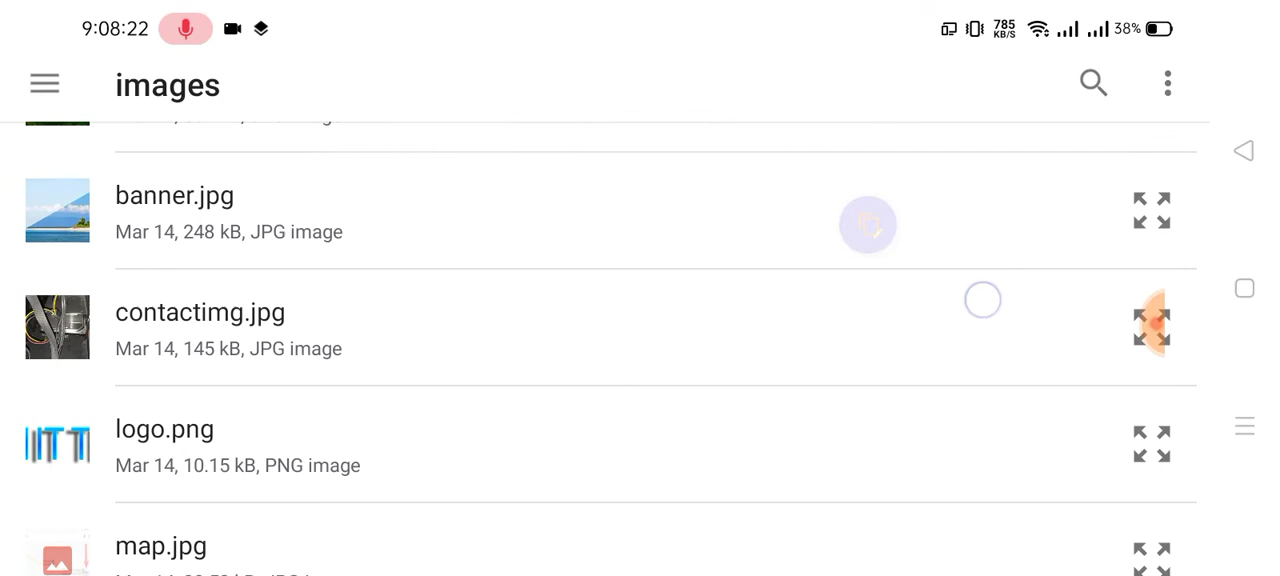 9:08:22
785
KB/S
38%
images
banner.jpg
Mar 14, 248 kB, JPG image
contactimg.jpg
Mar 14, 145 kB, JPG image
IITT
logo.png
Mar 14, 10.15 kB, PNG image
map.jpg